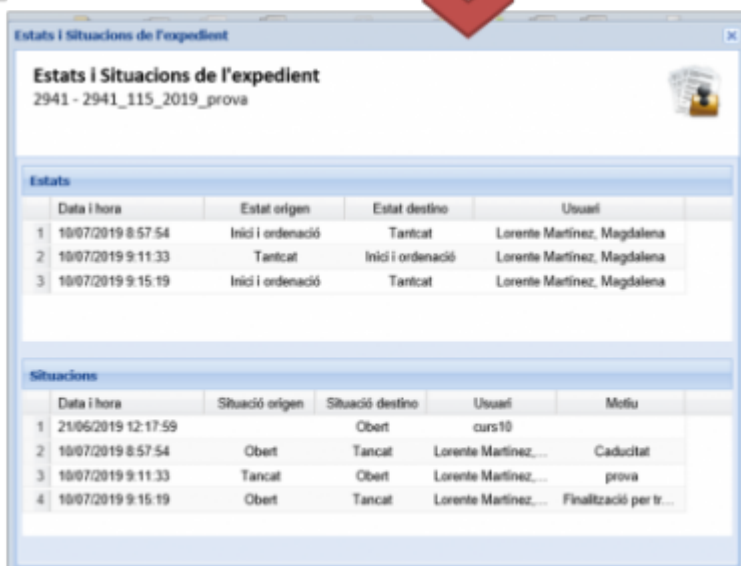 Estats i Situacions de l'expedient
Estats i Situacions de l'expedient
2941 - 2941_115_2019_prova
Estats
Data i hora Estat origen Estat destino Usuari
1 10/07/2019 8:57:54 Inici i ordenació Tantcat Lorente Martínez, Magdalena
2 10/07/2019 9:11:33 Tantcat Inici i ordenació Lorente Martínez, Magdalena
3 10/07/2019 9:15:19 Inici i ordenació Tantcat Lorente Martínez, Magdalena
Situacions
Data i hora Situació origen Situació destino Usuari Motiu
1 21/06/2019 12:17:59 Obert curs10
2 10/07/2019 8:57:54 Obert Tancat Lorente Martínez,... Caducitat
3 10/07/2019 9:11:33 Tancat Obert Lorente Martínez,... prova
4 10/07/2019 9:15:19 Obert Tancat Lorente Martínez,... Finalització per tr...